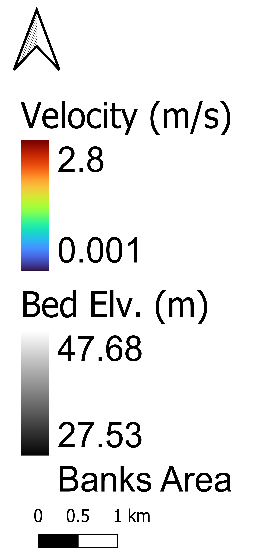 Velocity (m/s)
2.8
0.001
Bed Elv. (m)
47.68
27.53
Banks Area
0 0.5 1 km